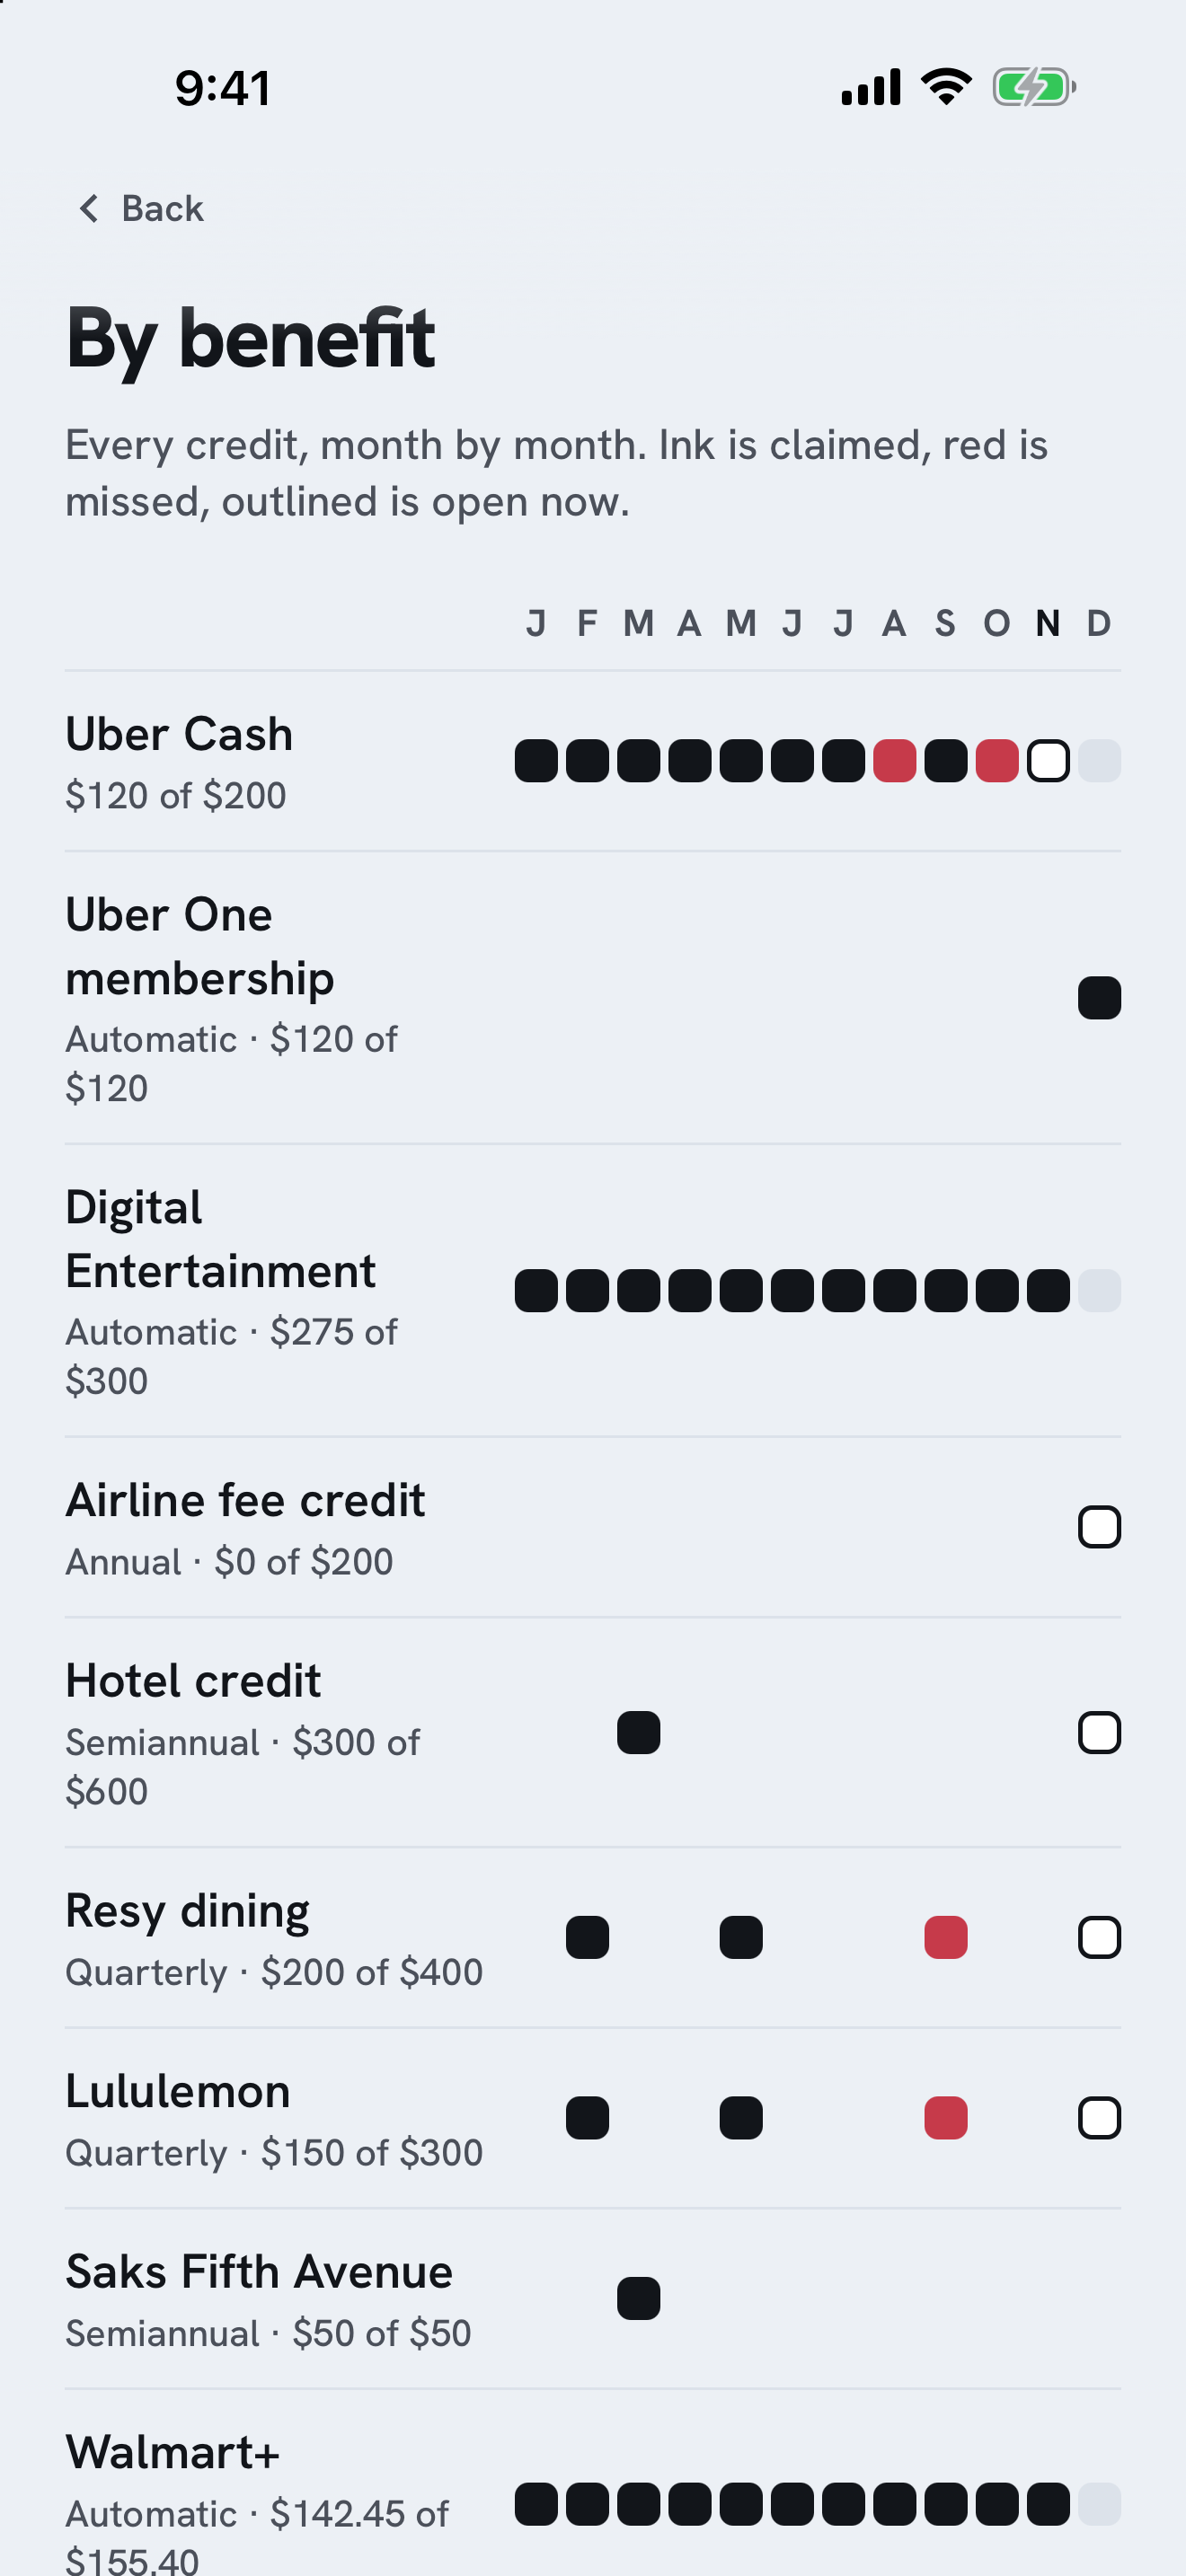 9:41
Back
By benefit
Every credit, month by month. Ink is claimed, red is
missed, outlined is open now.
J F M A M J J A S O N D
Uber Cash
$120 of $200
Uber One
membership
Automatic · $120 of
$120
Digital
Entertainment
Automatic · $275 of
$300
Airline fee credit
Annual · $0 of $200
Hotel credit
Semiannual · $300 of
$600
Resy dining
Quarterly · $200 of $400
Lululemon
Quarterly · $150 of $300
Saks Fifth Avenue
Semiannual · $50 of $50
Walmart+
Automatic · $142.45 of
$155.40